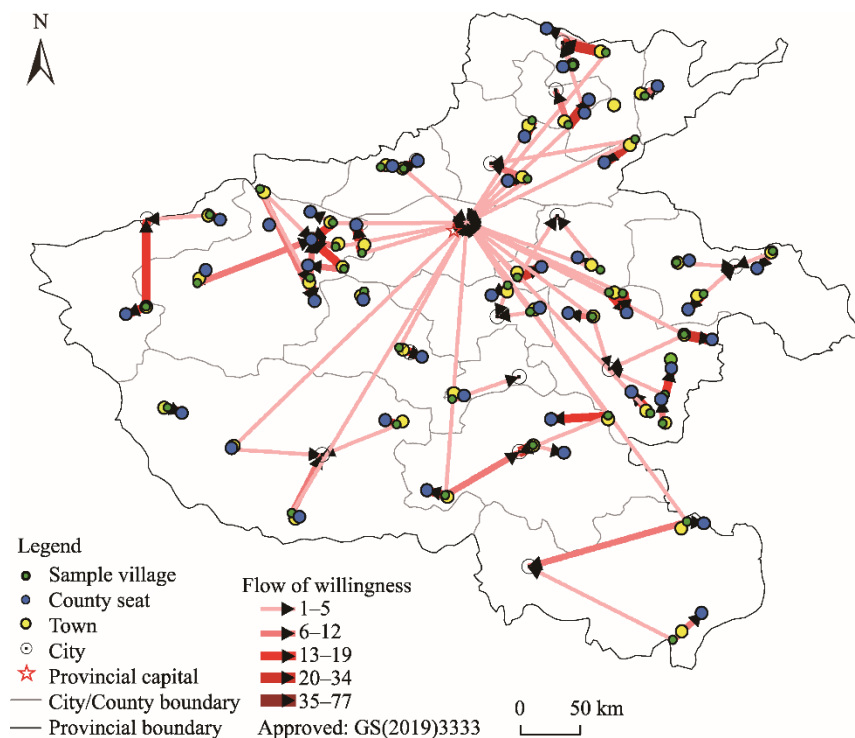 N
Legend
Sample village
County seat
Town
City
Provincial capital
City/County boundary
Provincial boundary
Flow of willingness
1–5
6–12
13–19
20–34
35–77
Approved: GS(2019)3333
0 50 km